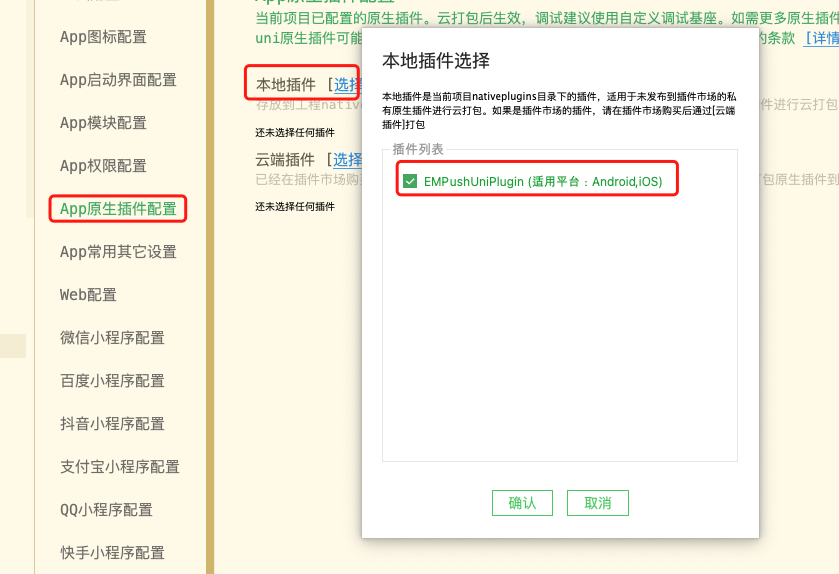 App图标配置
App启动界面配置
App模块配置
App权限配置
App原生插件配置
App常用其它设置
Web配置
微信小程序配置
百度小程序配置
抖音小程序配置
支付宝小程序配置
QQ小程序配置
快手小程序配置
App原生插件配置
当前项目已配置的原生插件。云打包后生效，调试建议使用自定义调试基座。如需更多原生插件
uni原生插件可能
的条款 [详情
本地插件 [选择
存放到工程native
件进行云打包
还未选择任何插件
云端插件 [选择
已经在插件市场购
包原生插件到
还未选择任何插件
本地插件选择
本地插件是当前项目nativeplugins目录下的插件，适用于未发布到插件市场的私
有原生插件进行云打包。如果是插件市场的插件，请在插件市场购买后通过[云端
插件]打包
插件列表
EMPushUniPlugin (适用平台：Android,iOS)
确认
取消